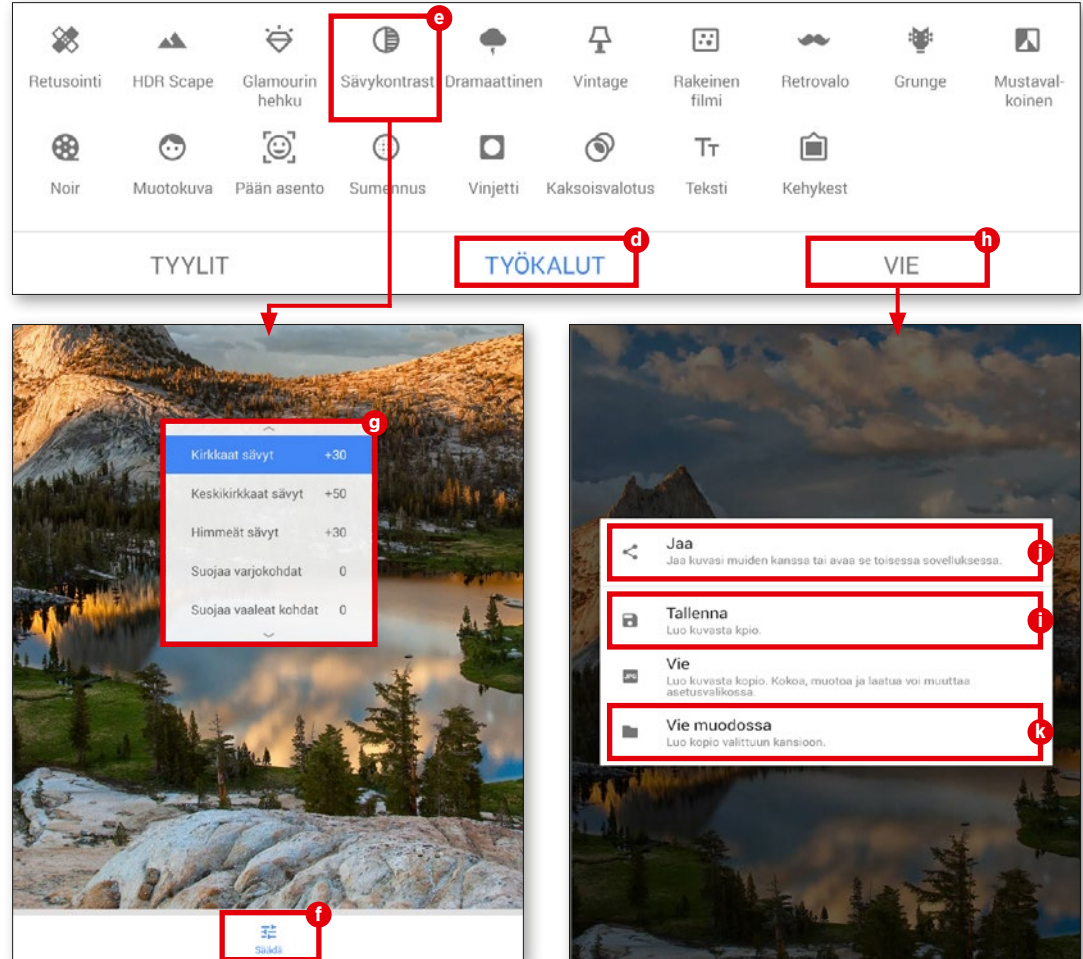 e
Retusointi HDR Scape Glamourin hehku Sävykontrast Dramaattinen Vintage Rakeinen filmi Retrovalo Grunge Mustaval-koinen
Noir Muotokuva Pään asento Sumennus Vinjetti Kaksoisvalotus Teksti Kehykest
d h
TYYLIT TYÖKALUT VIE
g
Kirkkaat sävyt +30
Keskikirkkaat sävyt +50
Himmeät sävyt +30
Suojaa varjokohdat 0
Suojaa vaaleat kohdat 0
f
Säädä
Jaa
j
Jaa kuvasi muiden kanssa tai avaa se toisessa sovelluksessa.
Tallenna
i
Luo kuvasta kpio.
JPG
Vie
Luo kuvasta kopio. Kokoa, muotoa ja laatua voi muuttaa
asetusvalikossa.
Vie muodossa
k
Luo kopio valittuun kansioon.